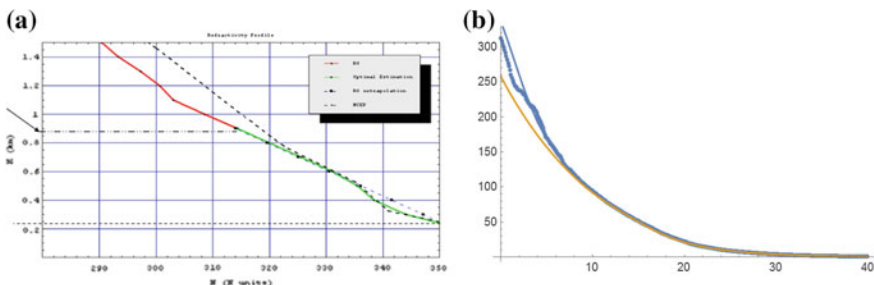 (a)
Refractivity Profile
RO
Optimal Estimation
RO extrapolation
NCEP
1.4
1.2
1
0.8
0.6
0.4
0.2
H (km)
290
300
310
320
330
340
350
N (N units)
(b)
300
250
200
150
100
50
10
20
30
40